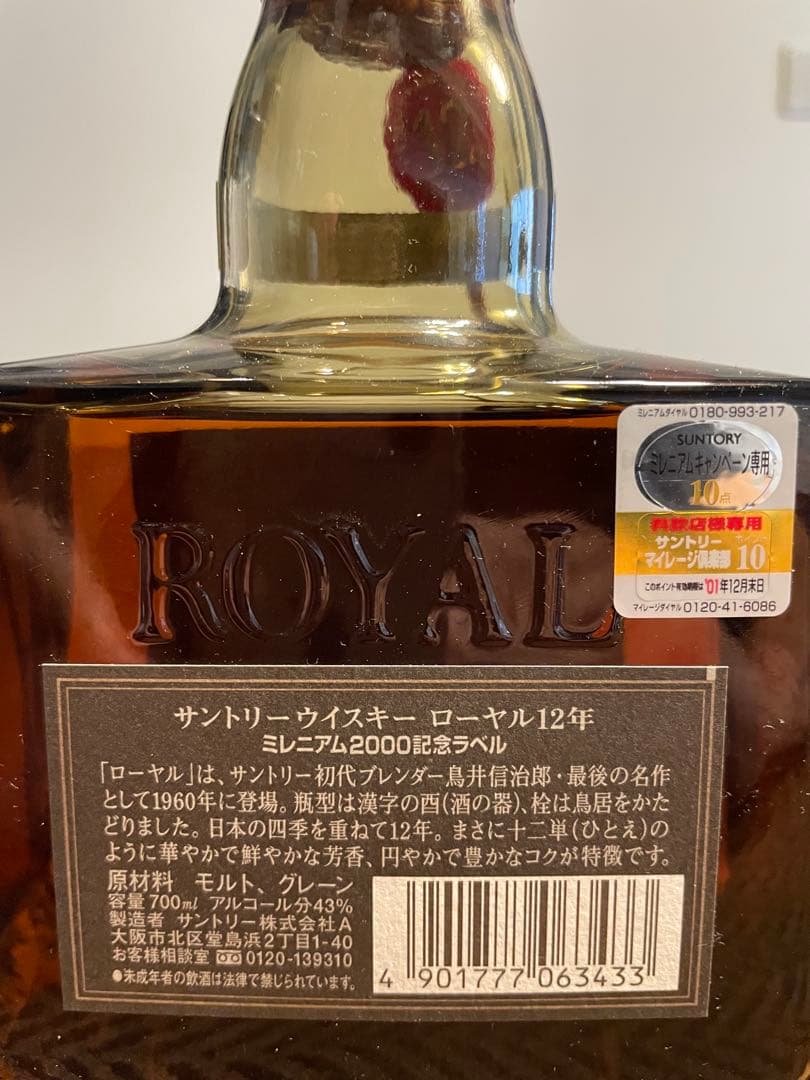 ミレニアムダイヤル 0180-993-217
SUNTORY
ミレニアムキャンペーン専用
10点
料飲店様専用
サントリー ポイント
マイレージ倶楽部 10
このポイント有効期限は '01年12月末日
マイレージダイヤル 0120-41-6086
ROYAL
サントリーウイスキー ローヤル12年
ミレニアム2000記念ラベル
「ローヤル」は、サントリー初代ブレンダー鳥井信治郎・最後の名作
として1960年に登場。瓶型は漢字の酉(酒の器)、栓は鳥居をかた
どりました。日本の四季を重ねて12年。まさに十二単(ひとえ)の
ように華やかで鮮やかな芳香、円やかで豊かなコクが特徴です。
原材料 モルト、グレーン
容量 700ml アルコール分43%
製造者 サントリー株式会社A
大阪市北区堂島浜2丁目1-40
お客様相談室 0120-139310
●未成年者の飲酒は法律で禁じられています。
4 901777 063433